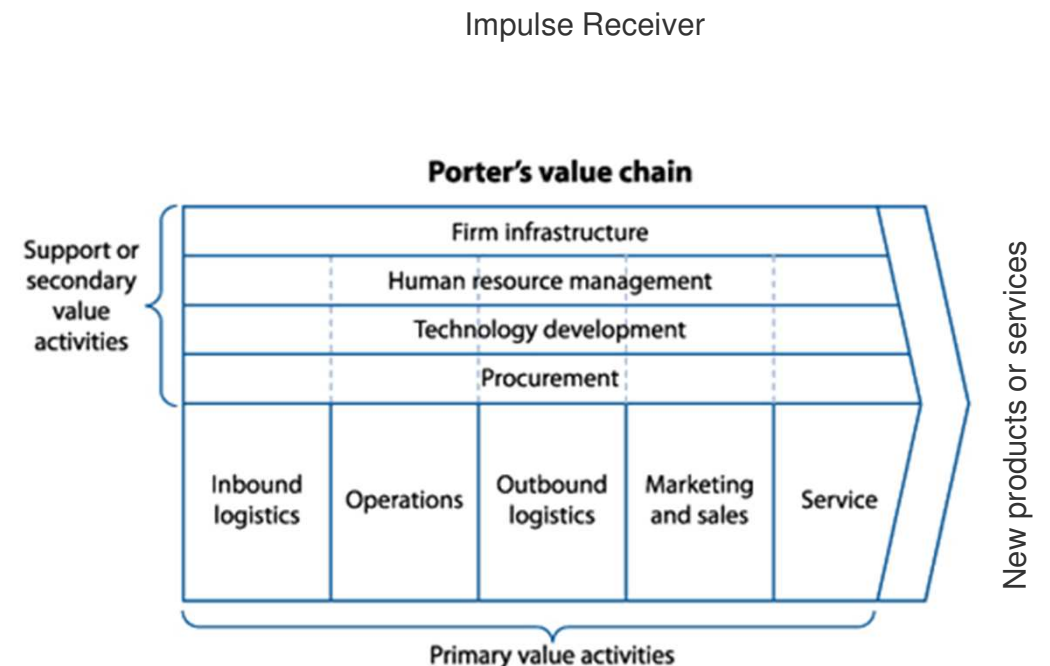 Impulse Receiver
Porter’s value chain
Support or
secondary
value
activities
Firm infrastructure
Human resource management
Technology development
Procurement
Inbound
logistics
Operations
Outbound
logistics
Marketing
and sales
Service
Primary value activities
New products or services